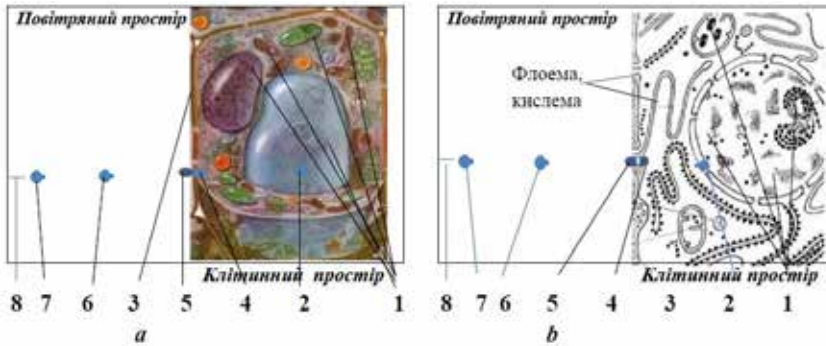 Повітряний простір
Клітинний простір
8 7 6 3 5 4 2 1
a
Повітряний простір
Флоема,
кислема
Клітинний простір
8 7 6 5 4 3 2 1
b